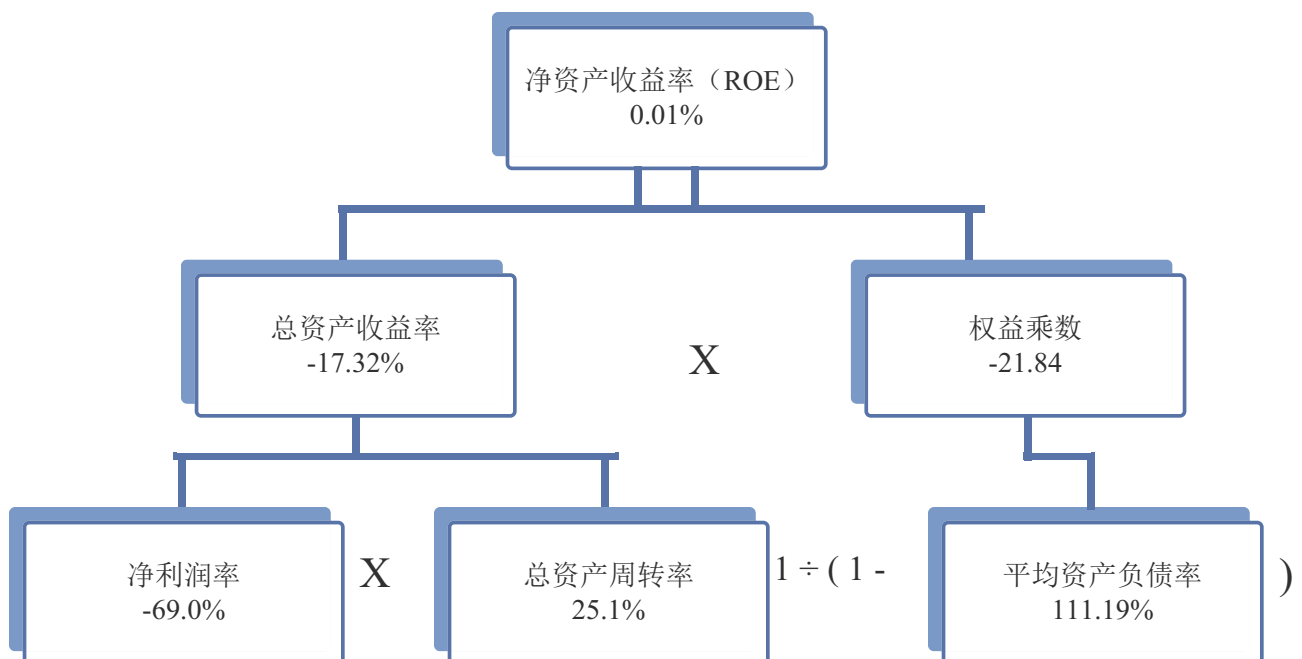 净资产收益率（ROE）
0.01%
总资产收益率
-17.32%
X
权益乘数
-21.84
净利润率
-69.0%
X
总资产周转率
25.1%
1 ÷ ( 1 -
平均资产负债率
111.19%
)